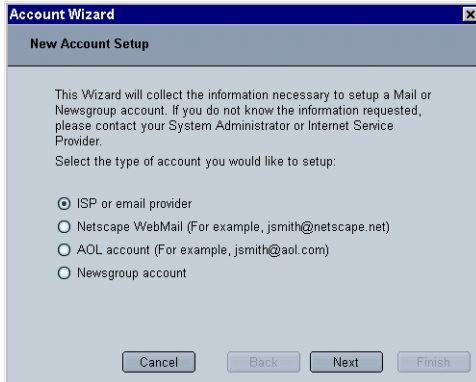 Account Wizard
New Account Setup
This Wizard will collect the information necessary to setup a Mail or
Newsgroup account. If you do not know the information requested,
please contact your System Administrator or Internet Service
Provider.
Select the type of account you would like to setup:
ISP or email provider
Netscape WebMail (For example, jsmith@netscape.net)
AOL account (For example, jsmith@aol.com)
Newsgroup account
Cancel Back Next Finish